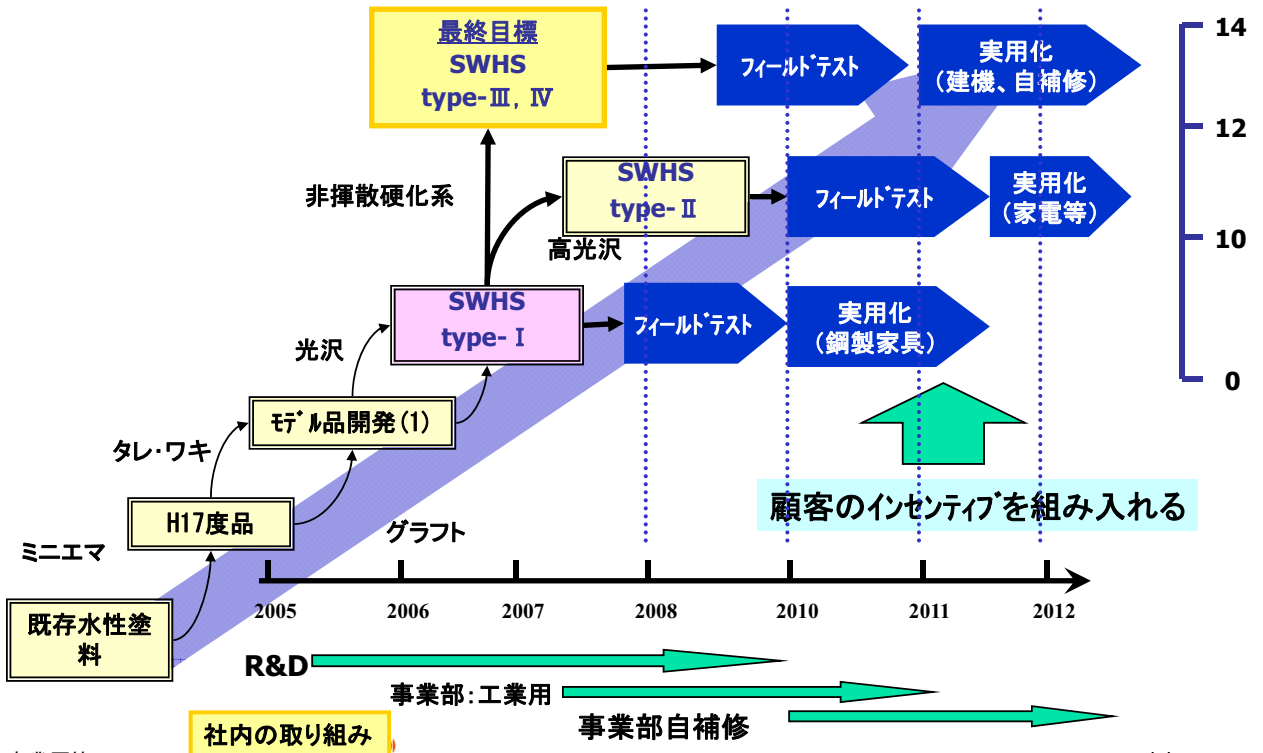 最終目標
SWHS
type-Ⅲ, Ⅳ
フィールドテスト
実用化
（建機、自補修）
14
12
非揮散硬化系
SWHS
type-Ⅱ
フィールドテスト
実用化
（家電等）
高光沢
10
SWHS
type-Ⅰ
フィールドテスト
実用化
（鋼製家具）
光沢
0
モデル品開発(1)
タレ・ワキ
顧客のインセンティブを組み入れる
H17度品
グラフト
ミニエマ
既存水性塗
料
2005
2006
2007
2008
2010
2011
2012
R&D
事業部：工業用
事業部自補修
社内の取り組み